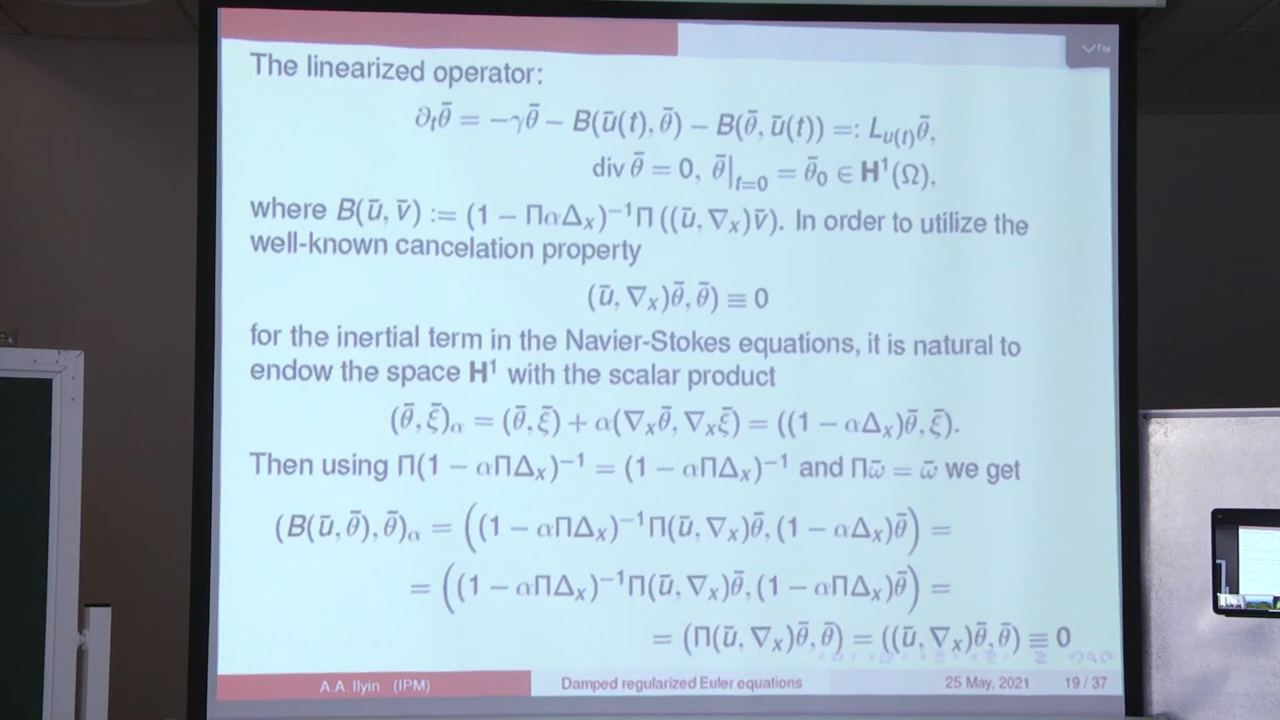 The linearized operator:
∂ₜθ̄ = −γθ̄ − B(ū(t), θ̄) − B(θ̄, ū(t)) =: L_{u(t)}θ̄,
div θ̄ = 0, θ̄|_{t=0} = θ̄₀ ∈ H¹(Ω),
where B(ū, v̄) := (1 − ΠαΔₓ)⁻¹Π ((ū, ∇ₓ)v̄). In order to utilize the
well-known cancelation property
(ū, ∇ₓ)θ̄, θ̄) ≡ 0
for the inertial term in the Navier-Stokes equations, it is natural to
endow the space H¹ with the scalar product
(θ̄, ξ̄)_α = (θ̄, ξ̄) + α(∇ₓθ̄, ∇ₓξ̄) = ((1 − αΔₓ)θ̄, ξ̄).
Then using Π(1 − αΠΔₓ)⁻¹ = (1 − αΠΔₓ)⁻¹ and Πω̄ = ω̄ we get
(B(ū, θ̄), θ̄)_α = ((1 − αΠΔₓ)⁻¹Π(ū, ∇ₓ)θ̄, (1 − αΔₓ)θ̄) =
= ((1 − αΠΔₓ)⁻¹Π(ū, ∇ₓ)θ̄, (1 − αΠΔₓ)θ̄) =
= (Π(ū, ∇ₓ)θ̄, θ̄) = ((ū, ∇ₓ)θ̄, θ̄) ≡ 0
A.A. Ilyin (IPM) Damped regularized Euler equations 25 May, 2021 19 / 37